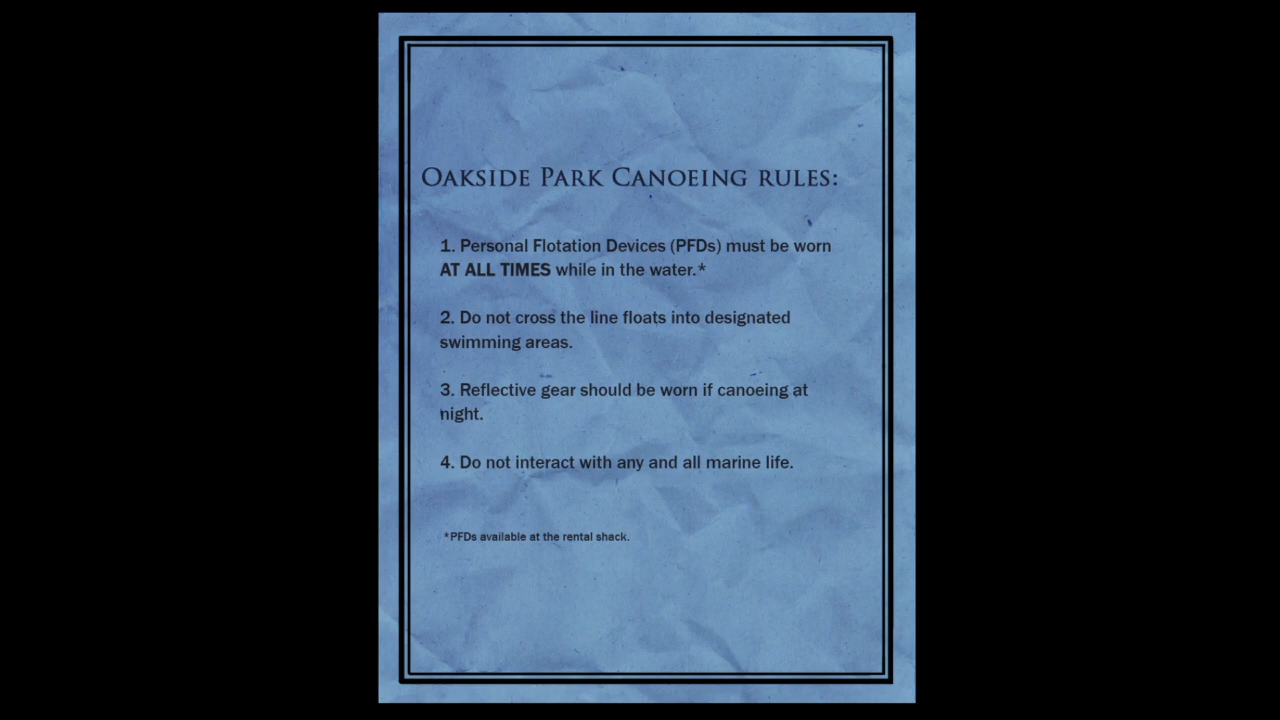 Oakside Park Canoeing rules:
1. Personal Flotation Devices (PFDs) must be worn
AT ALL TIMES while in the water.*
2. Do not cross the line floats into designated
swimming areas.
3. Reflective gear should be worn if canoeing at
night.
4. Do not interact with any and all marine life.
*PFDs available at the rental shack.